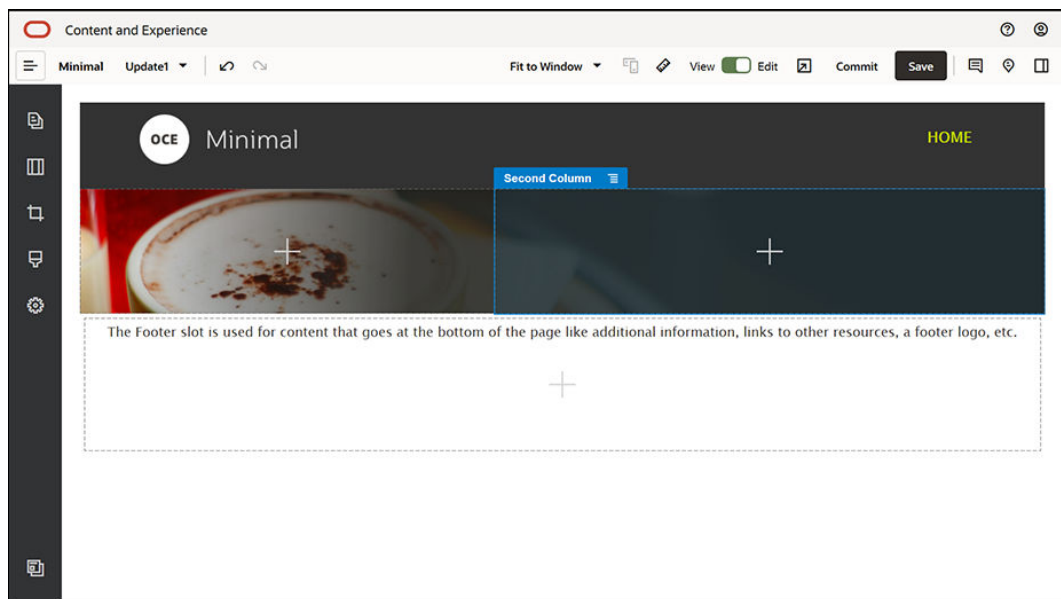 Content and Experience
Minimal Update1 Fit to Window View Edit Commit Save
OCE Minimal HOME
Second Column
The Footer slot is used for content that goes at the bottom of the page like additional information, links to other resources, a footer logo, etc.